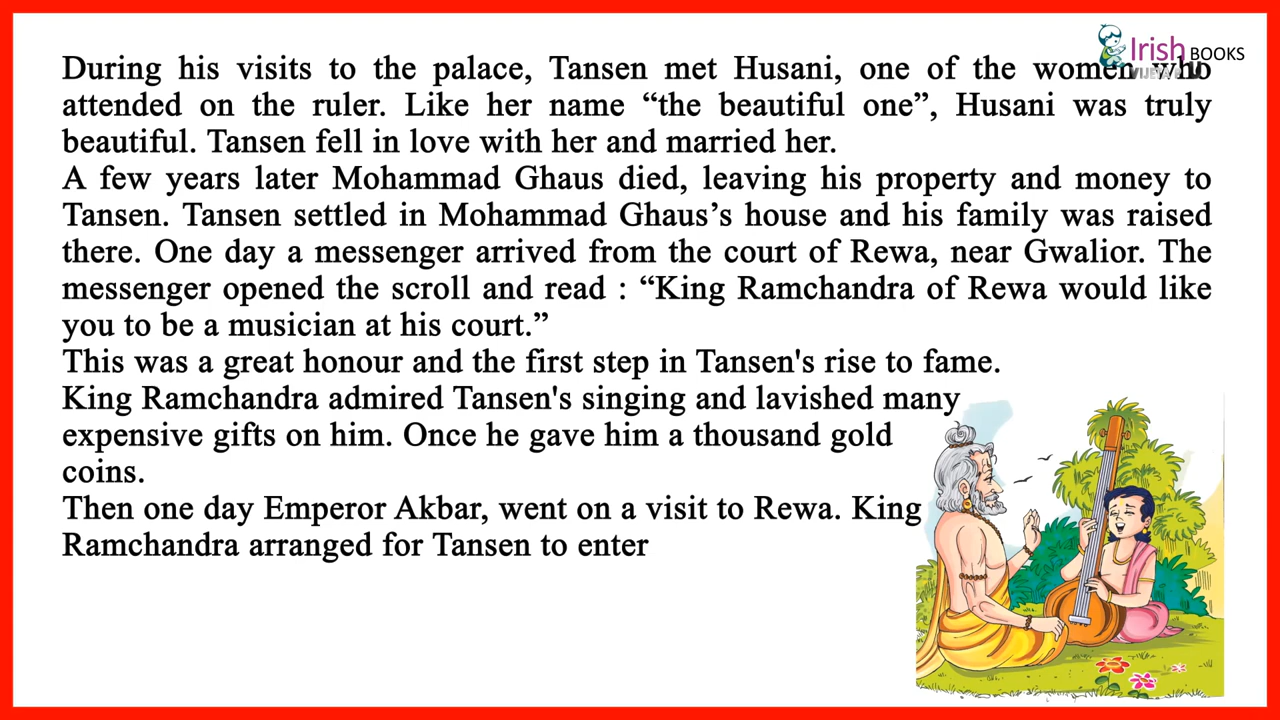 Irish BOOKS
During his visits to the palace, Tansen met Husani, one of the women who
attended on the ruler. Like her name “the beautiful one”, Husani was truly
beautiful. Tansen fell in love with her and married her.
A few years later Mohammad Ghaus died, leaving his property and money to
Tansen. Tansen settled in Mohammad Ghaus’s house and his family was raised
there. One day a messenger arrived from the court of Rewa, near Gwalior. The
messenger opened the scroll and read : “King Ramchandra of Rewa would like
you to be a musician at his court.”
This was a great honour and the first step in Tansen's rise to fame.
King Ramchandra admired Tansen's singing and lavished many
expensive gifts on him. Once he gave him a thousand gold
coins.
Then one day Emperor Akbar, went on a visit to Rewa. King
Ramchandra arranged for Tansen to enter